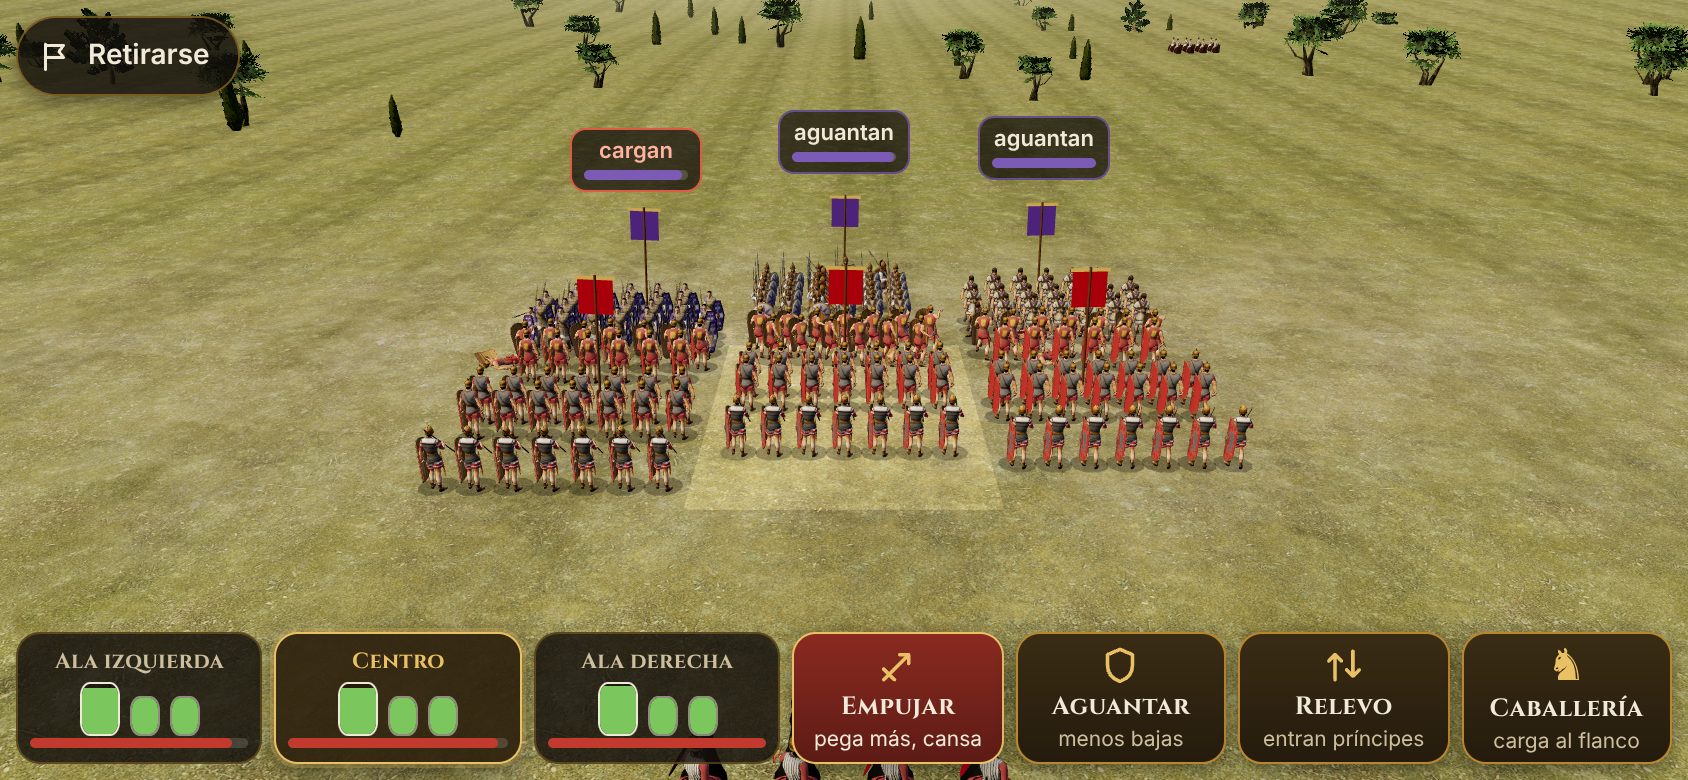 Retirarse
cargan
aguantan
aguantan
ALA IZQUIERDA
CENTRO
ALA DERECHA
EMPUJAR
pega más, cansa
AGUANTAR
menos bajas
RELEVO
entran príncipes
CABALLERÍA
carga al flanco